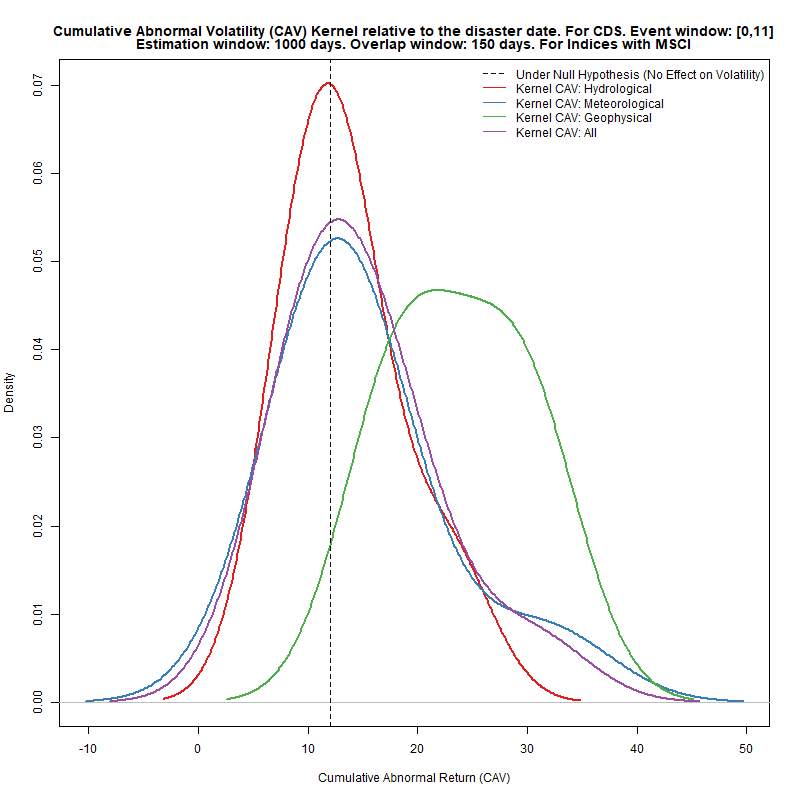 Cumulative Abnormal Volatility (CAV) Kernel relative to the disaster date. For CDS. Event window: [0,11]
Estimation window: 1000 days. Overlap window: 150 days. For Indices with MSCI
Under Null Hypothesis (No Effect on Volatility)
Kernel CAV: Hydrological
Kernel CAV: Meteorological
Kernel CAV: Geophysical
Kernel CAV: All
Density
0.07
0.06
0.05
0.04
0.03
0.02
0.01
0.00
-10 0 10 20 30 40 50
Cumulative Abnormal Return (CAV)